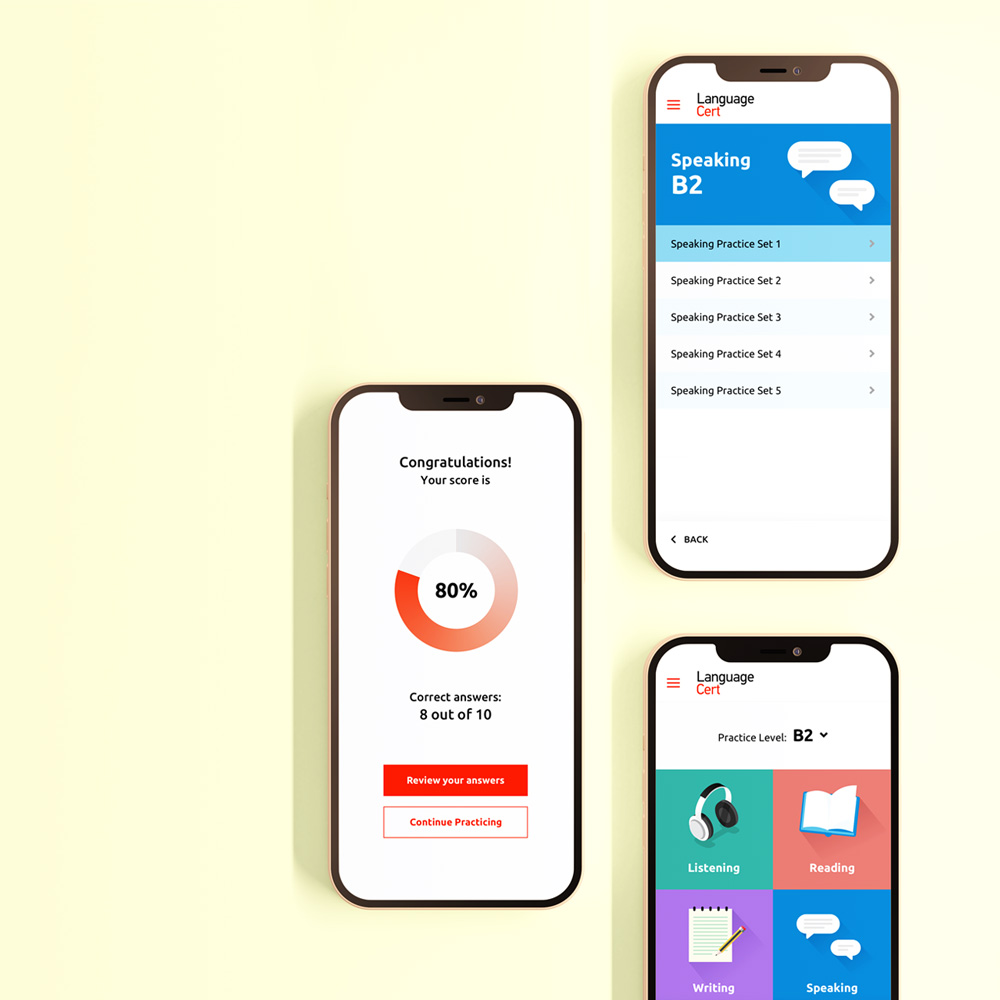 Language
Cert
Speaking
B2
Speaking Practice Set 1
Speaking Practice Set 2
Speaking Practice Set 3
Speaking Practice Set 4
Speaking Practice Set 5
BACK
Congratulations!
Your score is
80%
Correct answers:
8 out of 10
Review your answers
Continue Practicing
Language
Cert
Practice Level: B2
Listening
Reading
Writing
Speaking